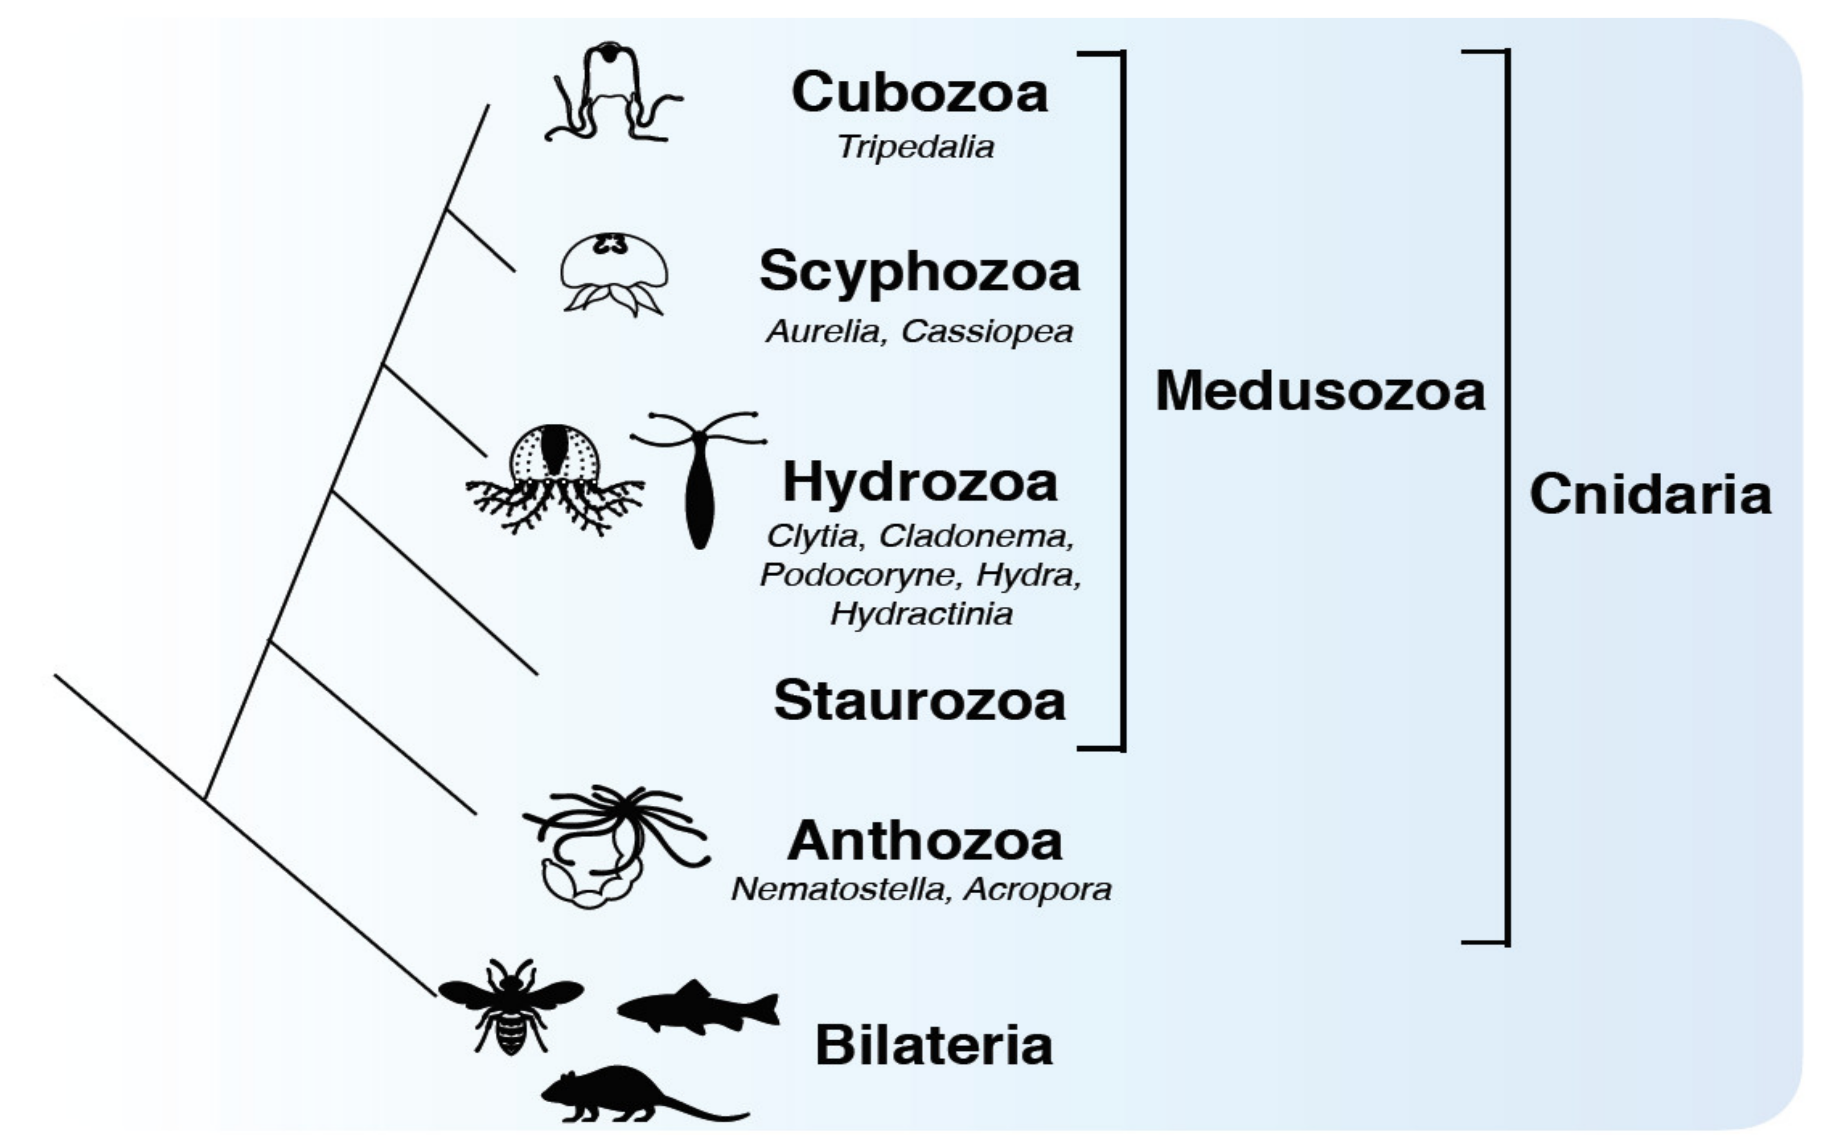 Cubozoa
Tripedalia
Scyphozoa
Aurelia, Cassiopea
Medusozoa
Hydrozoa
Clytia, Cladonema,
Podocoryne, Hydra,
Hydractinia
Cnidaria
Staurozoa
Anthozoa
Nematostella, Acropora
Bilateria